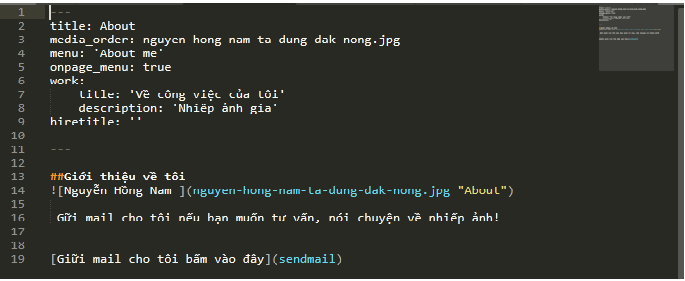 1 ---
2 title: About
3 media_order: nguyen-hong-nam-ta-dung-dak-nong.jpg
4 menu: 'About me'
5 onpage_menu: true
6 work:
7 title: 'Về công việc của tôi'
8 description: 'Nhiếp ảnh gia'
9 hiretitle: ''
10
11 ---
12
13 ##Giới thiệu về tôi
14 ![Nguyễn Hồng Nam ](nguyen-hong-nam-ta-dung-dak-nong.jpg "About")
15
16 Gữi mail cho tôi nếu bạn muốn tư vấn, nói chuyện về nhiếp ảnh!
17
18
19 [Giữi mail cho tôi bấm vào đây](sendmail)